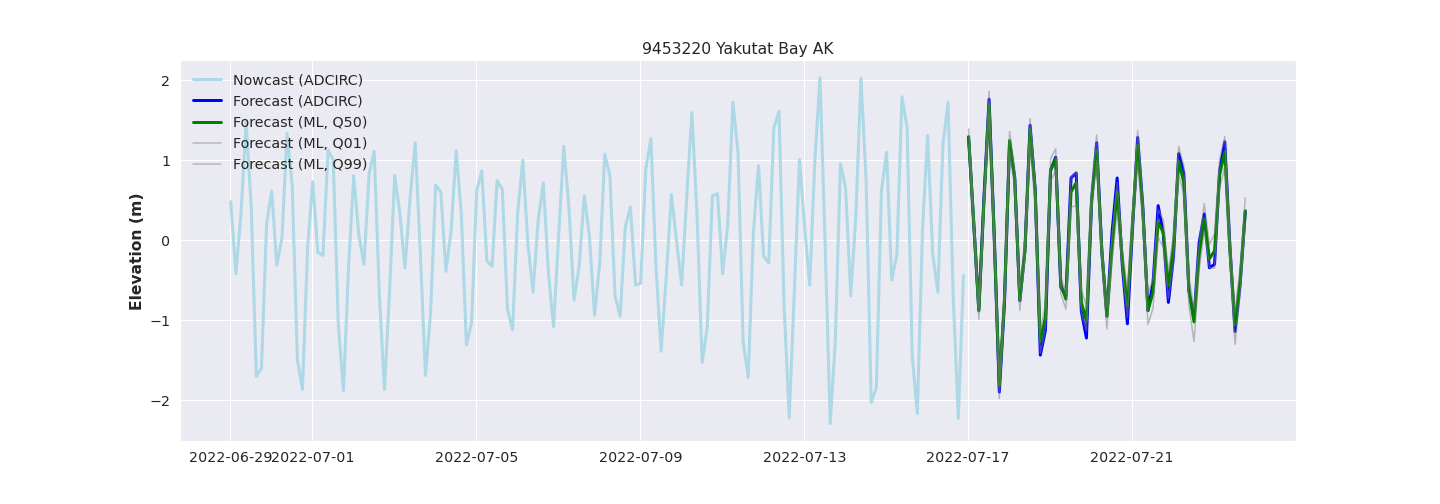 9453220 Yakutat Bay AK
Nowcast (ADCIRC)
Forecast (ADCIRC)
Forecast (ML, Q50)
Forecast (ML, Q01)
Forecast (ML, Q99)
Elevation (m)
2
1
0
−1
−2
2022-06-29
2022-07-01
2022-07-05
2022-07-09
2022-07-13
2022-07-17
2022-07-21